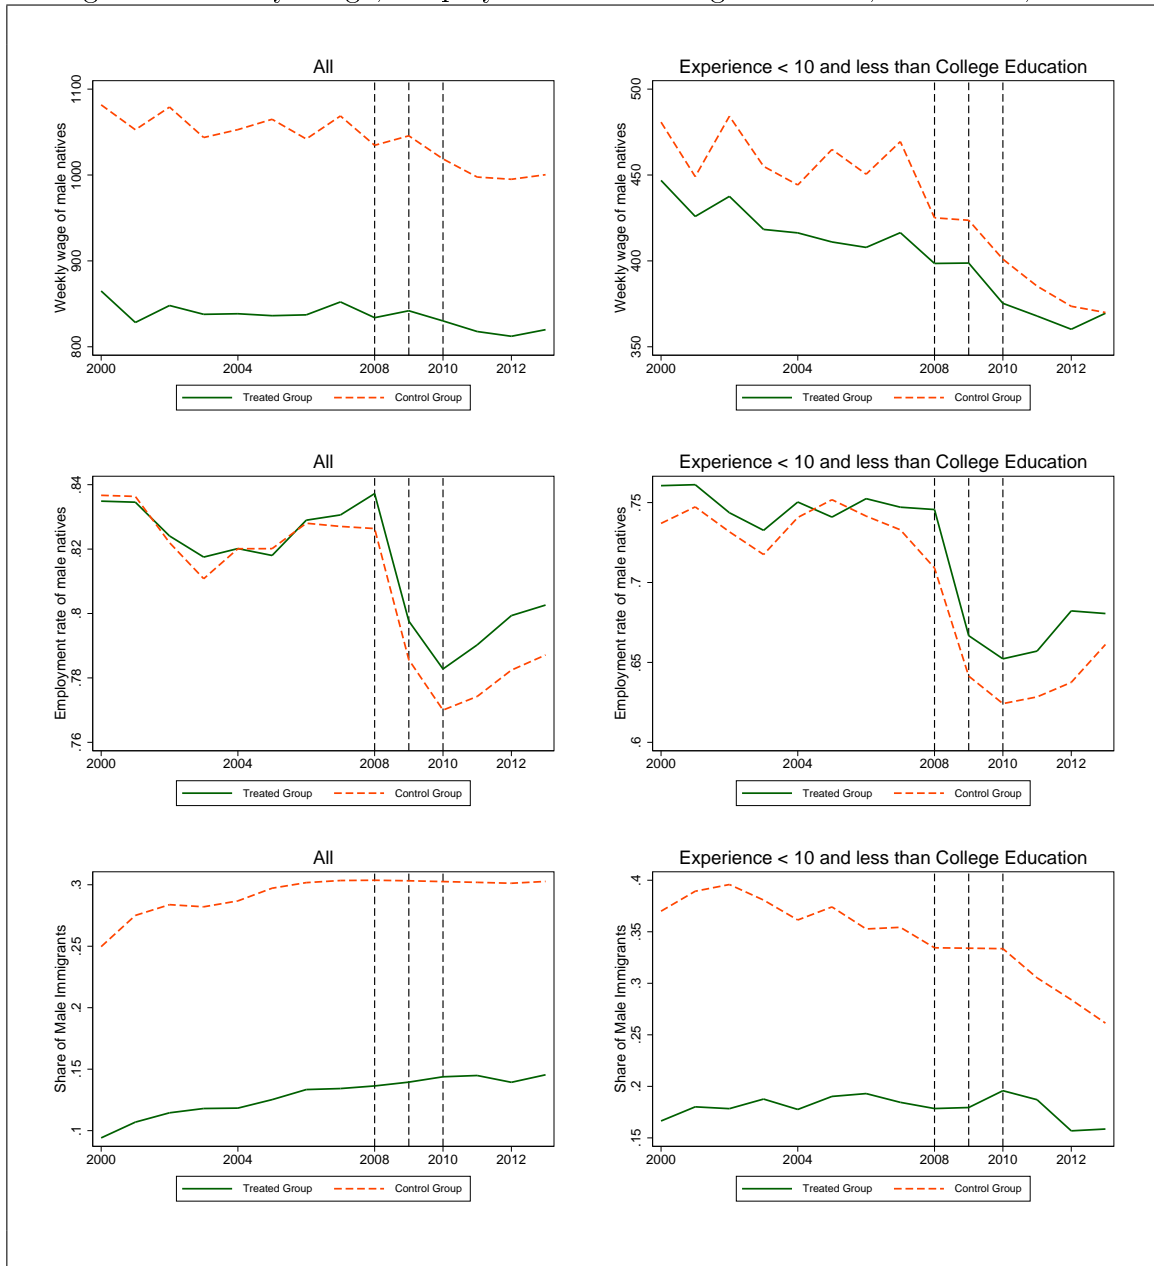 All
Experience < 10 and less than College Education
Weekly wage of male natives
800 900 1000 1100
2000 2004 2008 2010 2012
Treated Group Control Group
Weekly wage of male natives
350 400 450 500
2000 2004 2008 2010 2012
Treated Group Control Group
All
Experience < 10 and less than College Education
Employment rate of male natives
.76 .78 .8 .82 .84
2000 2004 2008 2010 2012
Treated Group Control Group
Employment rate of male natives
.6 .65 .7 .75
2000 2004 2008 2010 2012
Treated Group Control Group
All
Experience < 10 and less than College Education
Share of Male Immigrants
.1 .15 .2 .25 .3
2000 2004 2008 2010 2012
Treated Group Control Group
Share of Male Immigrants
.15 .2 .25 .3 .35 .4
2000 2004 2008 2010 2012
Treated Group Control Group